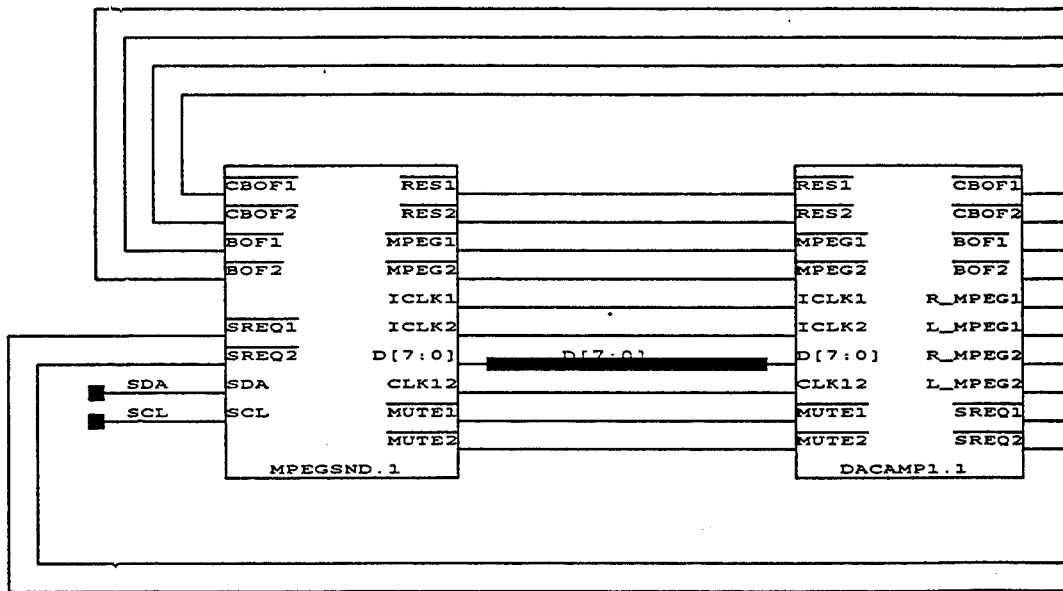 CBOF1 RES1 RES1 CBOF1
CBOF2 RES2 RES2 CBOF2
BOF1 MPEG1 MPEG1 BOF1
BOF2 MPEG2 MPEG2 BOF2
ICLK1 ICLK1 R_MPEG1
SREQ1 ICLK2 ICLK2 L_MPEG1
SREQ2 D[7:0] D[7:0] D[7:0] R_MPEG2
SDA SDA CLK12 CLK12 L_MPEG2
SCL SCL MUTE1 MUTE1 SREQ1
MUTE2 MUTE2 SREQ2
MPEGSND.1 DACAMP1.1